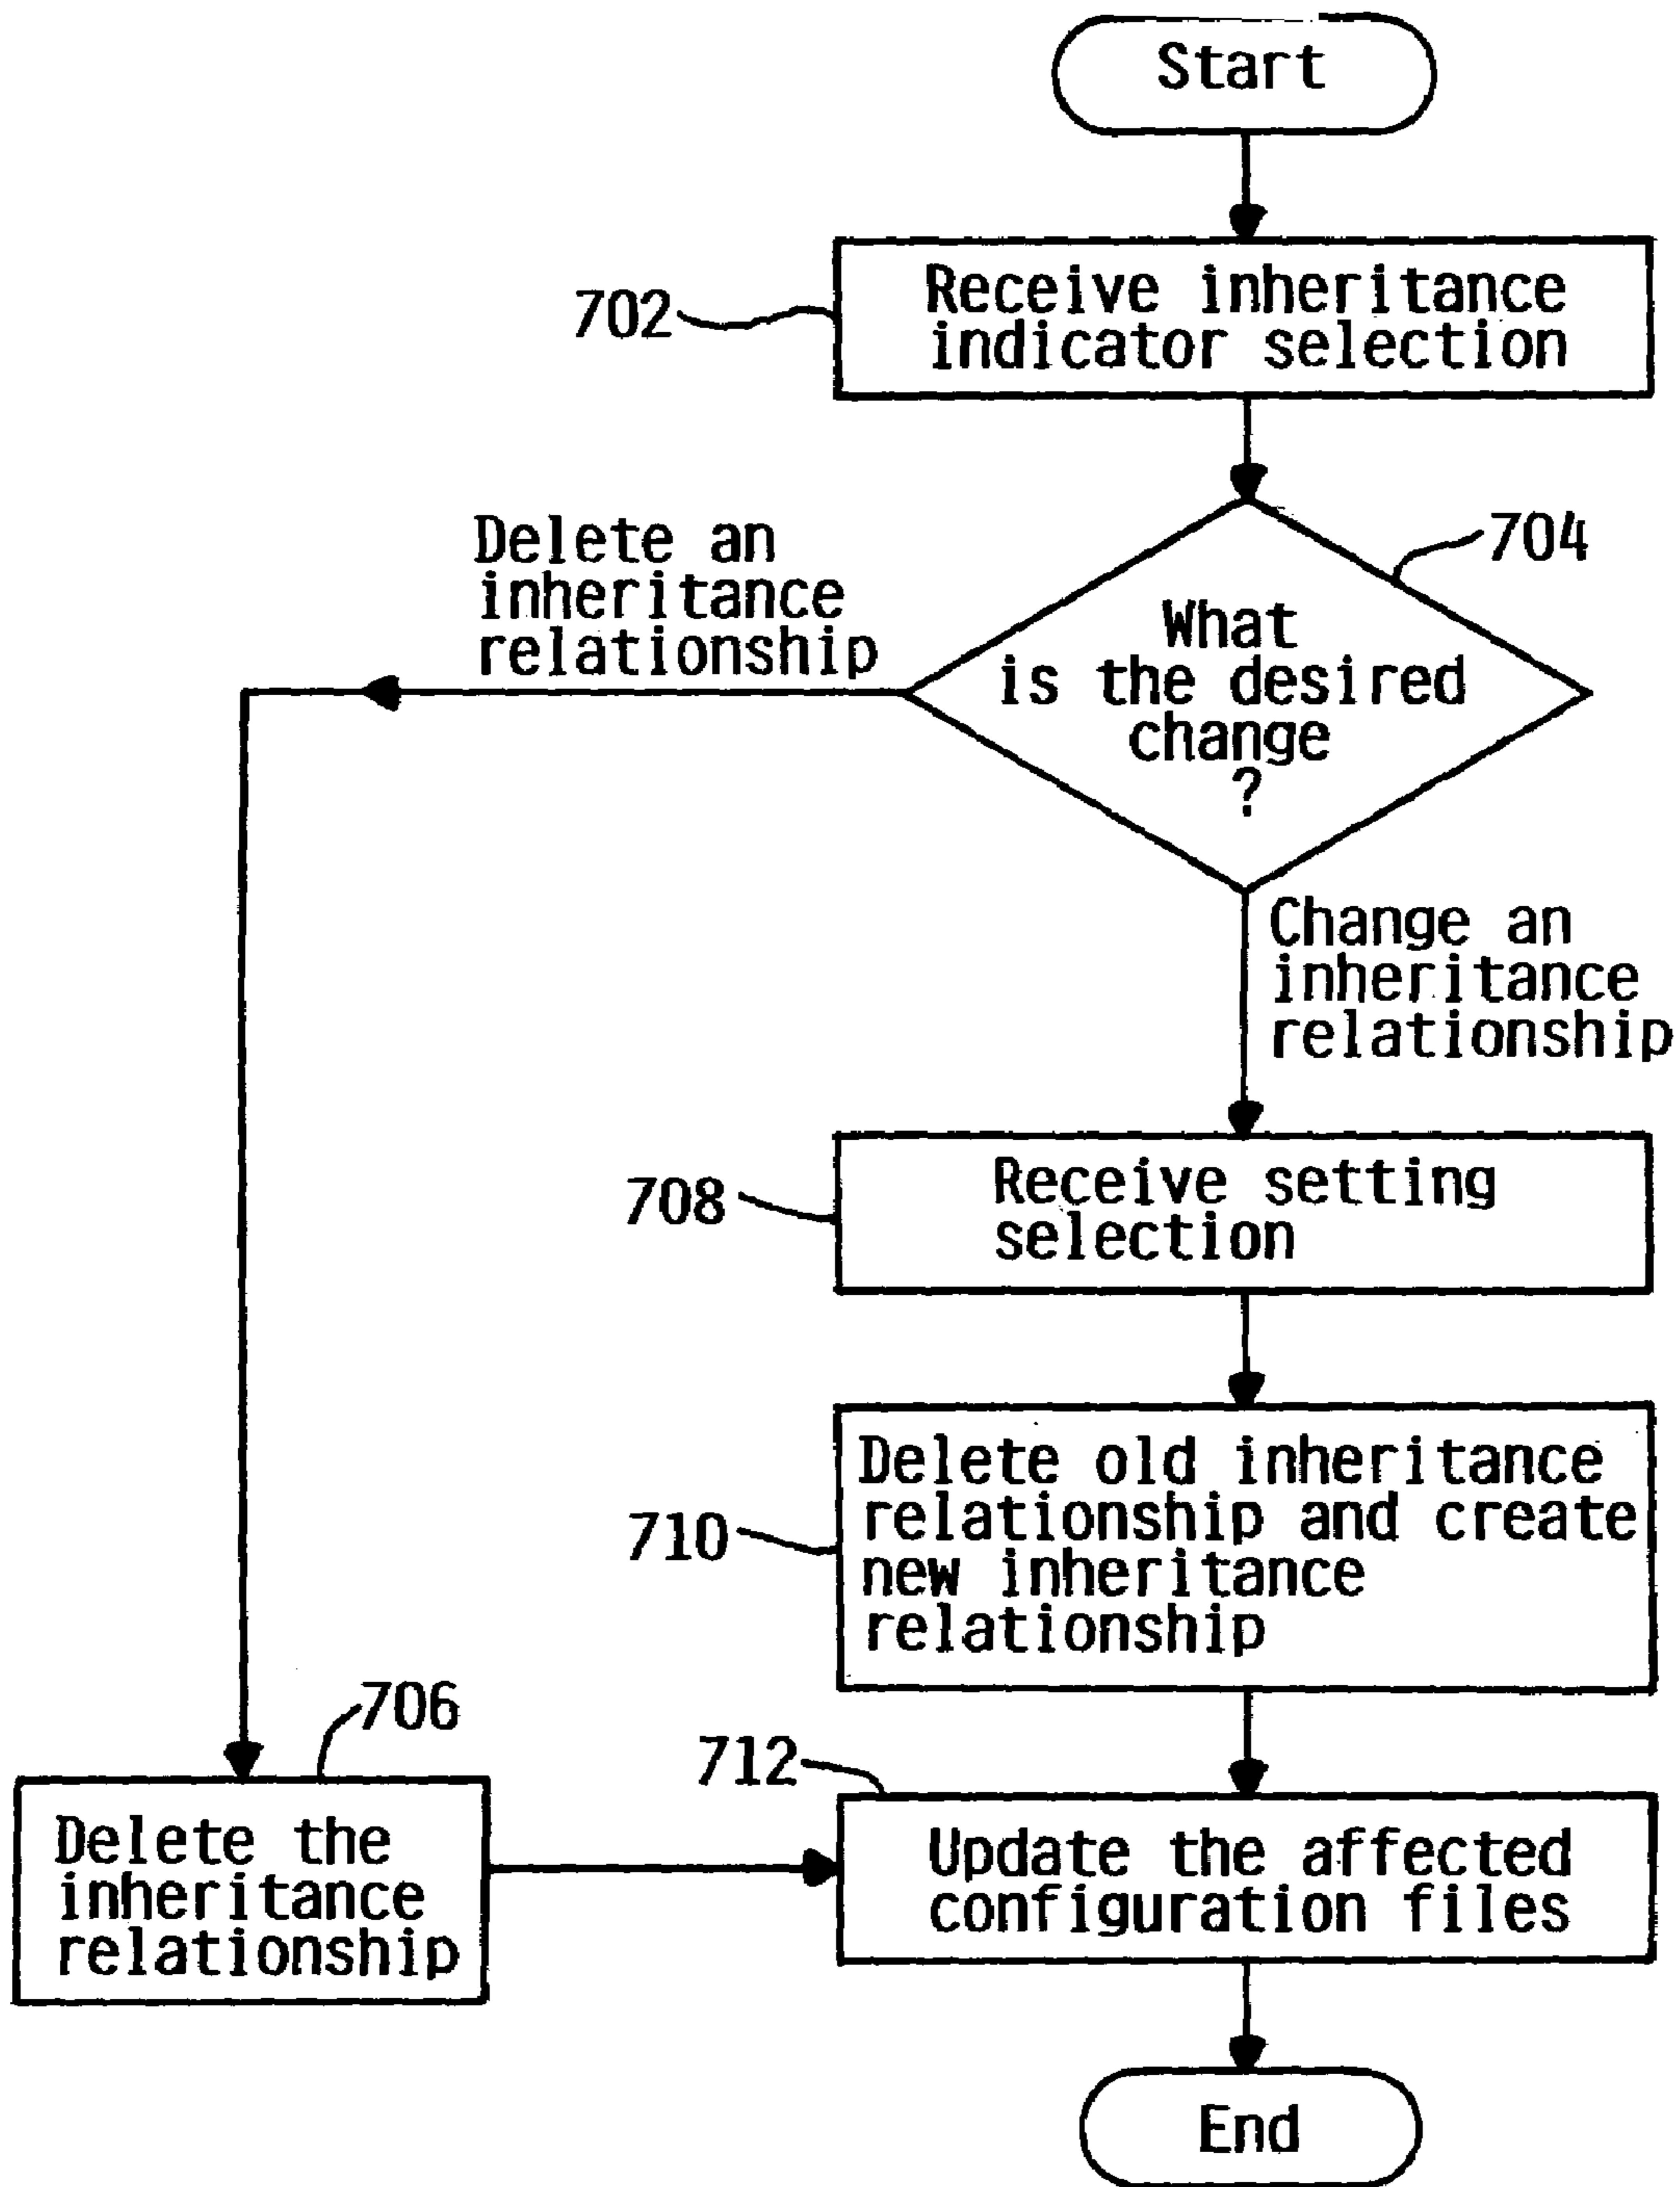 Start
702
Receive inheritance
indicator selection
704
What
is the desired
change
?
Delete an
inheritance
relationship
Change an
inheritance
relationship
708
Receive setting
selection
710
Delete old inheritance
relationship and create
new inheritance
relationship
706
Delete the
inheritance
relationship
712
Update the affected
configuration files
End